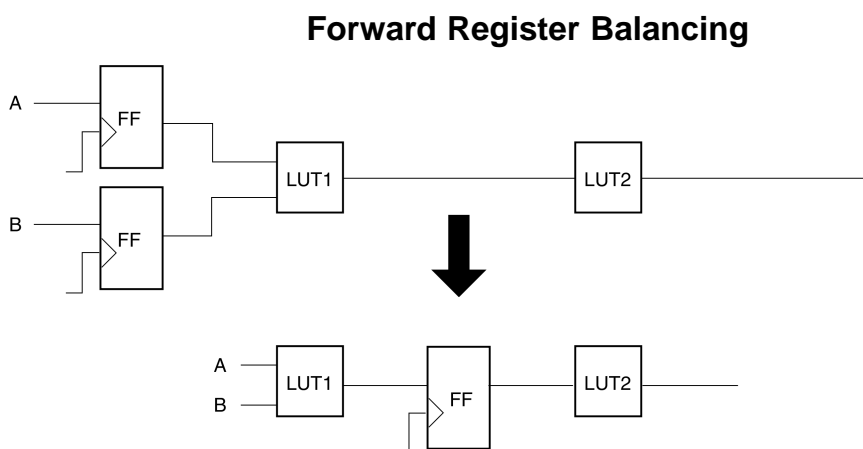 Forward Register Balancing
A
FF
LUT1
LUT2
B
FF
A
LUT1
FF
LUT2
B